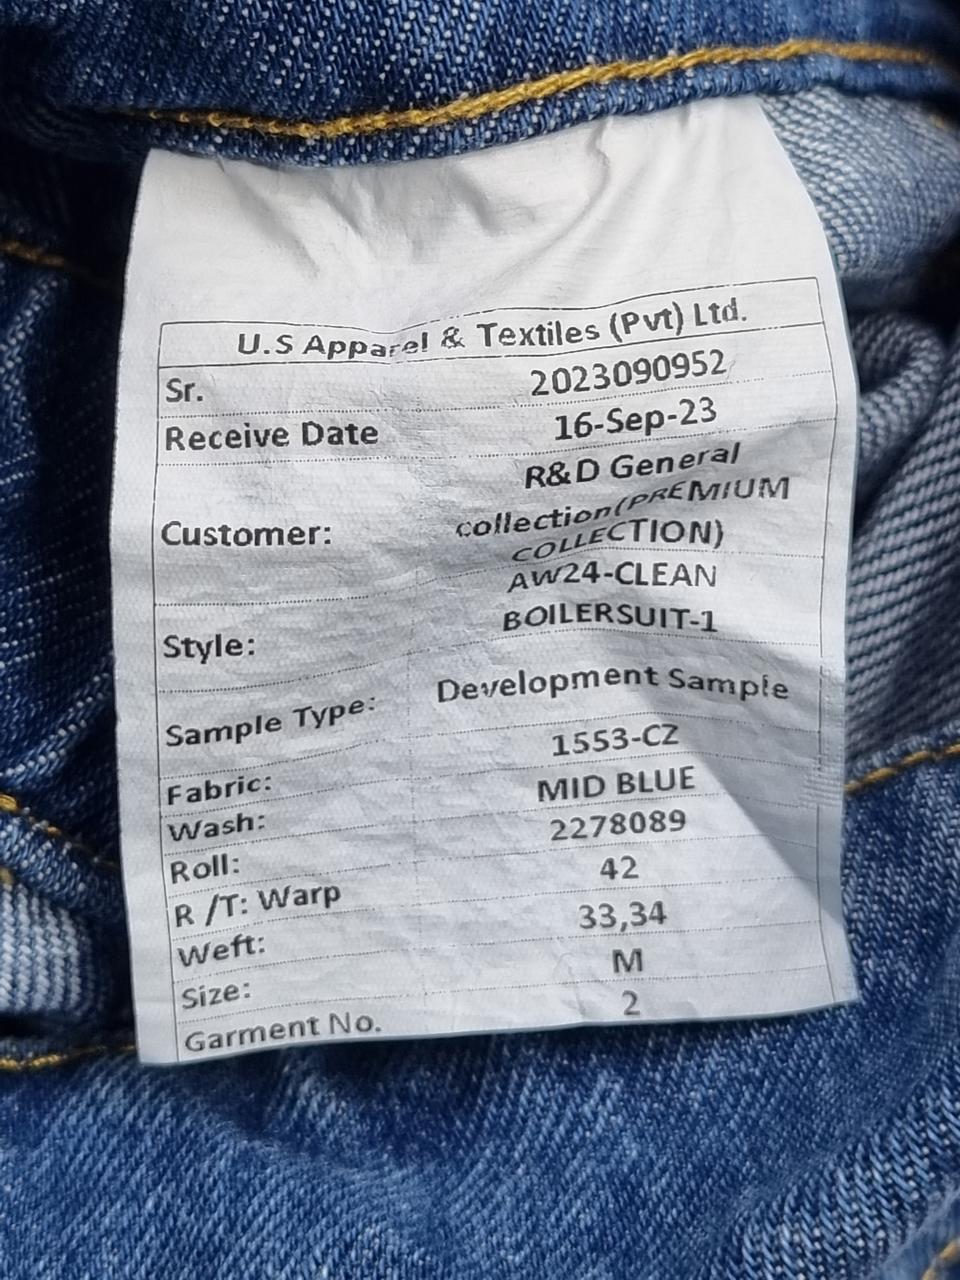 U.S Apparel & Textiles (Pvt) Ltd.
Sr. 2023090952
Receive Date 16-Sep-23
Customer: R&D General
collection(PREMIUM
COLLECTION)
Style: AW24-CLEAN
BOILERSUIT-1
Sample Type: Development Sample
Fabric: 1553-CZ
Wash: MID BLUE
Roll: 2278089
R /T: Warp 42
Weft: 33,34
Size: M
Garment No. 2